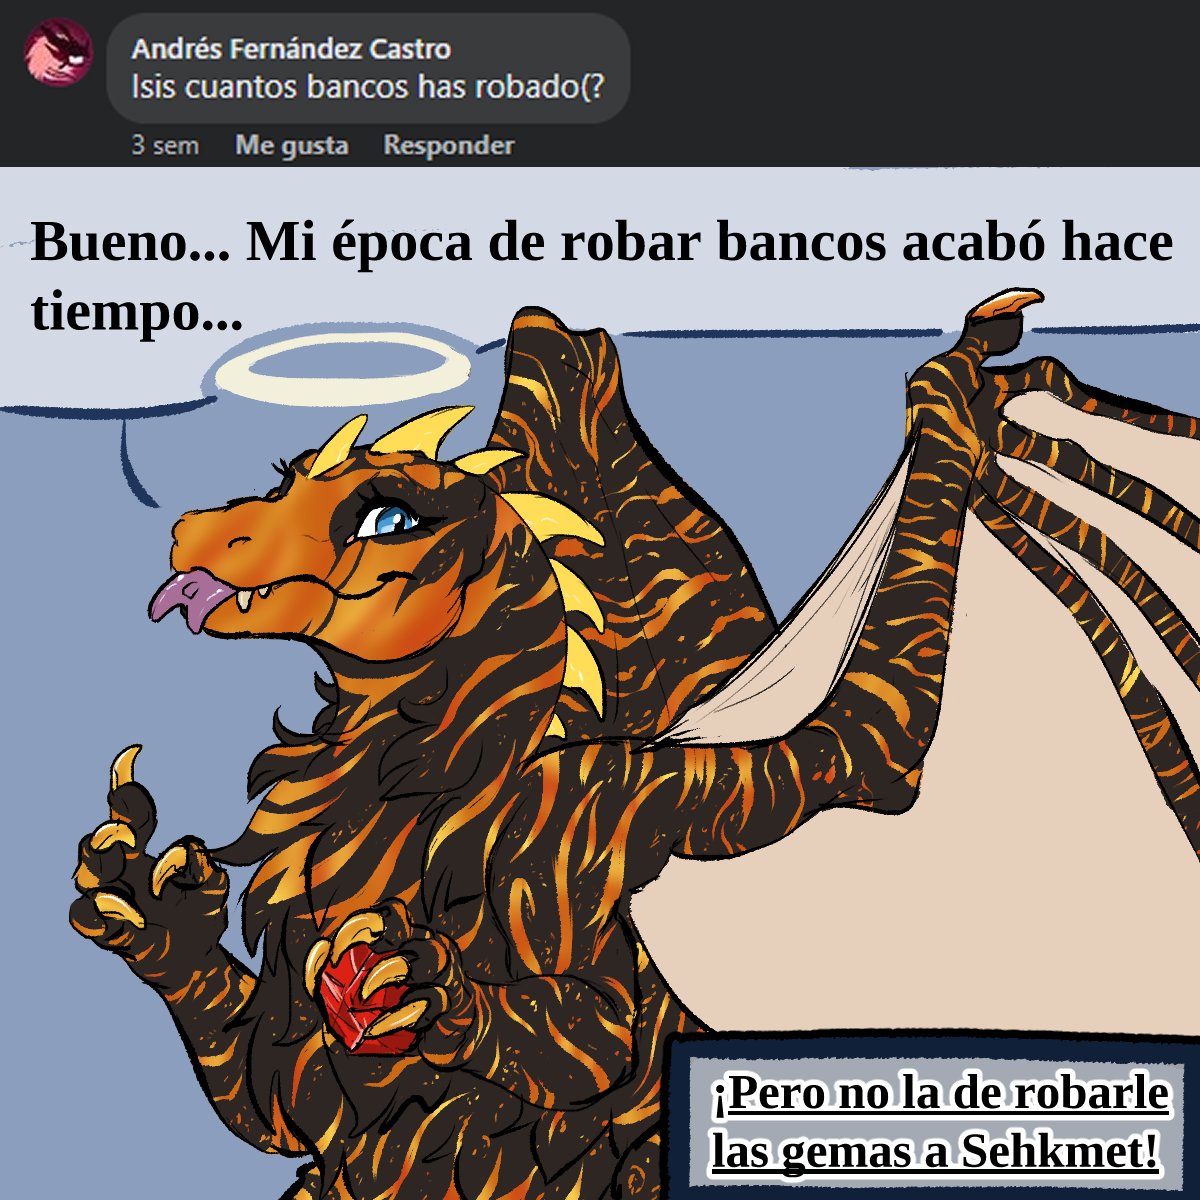 Andrés Fernández Castro
Isis cuantos bancos has robado(?
3 sem Me gusta Responder
Bueno... Mi época de robar bancos acabó hace
tiempo...
¡Pero no la de robarle
las gemas a Sehkmet!